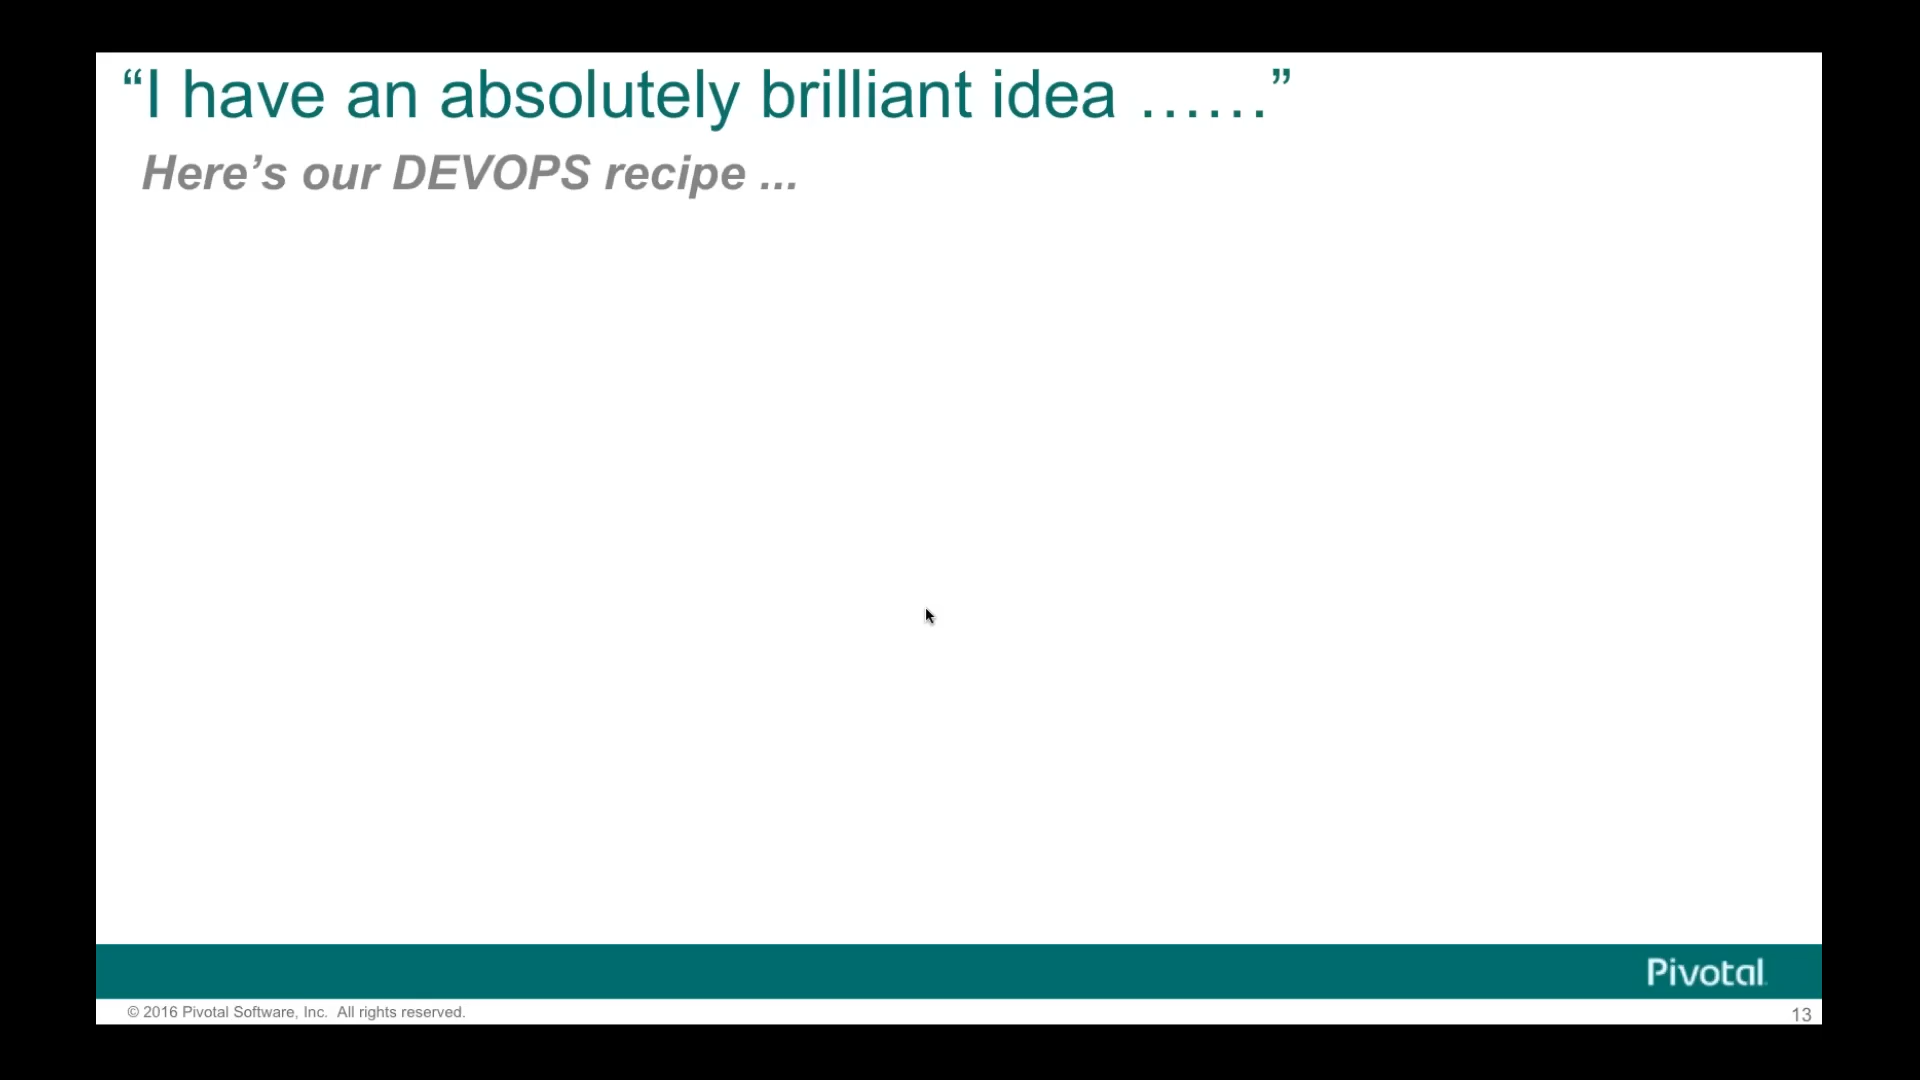 “I have an absolutely brilliant idea ……”
Here’s our DEVOPS recipe ...
Pivotal
© 2016 Pivotal Software, Inc.  All rights reserved.
13